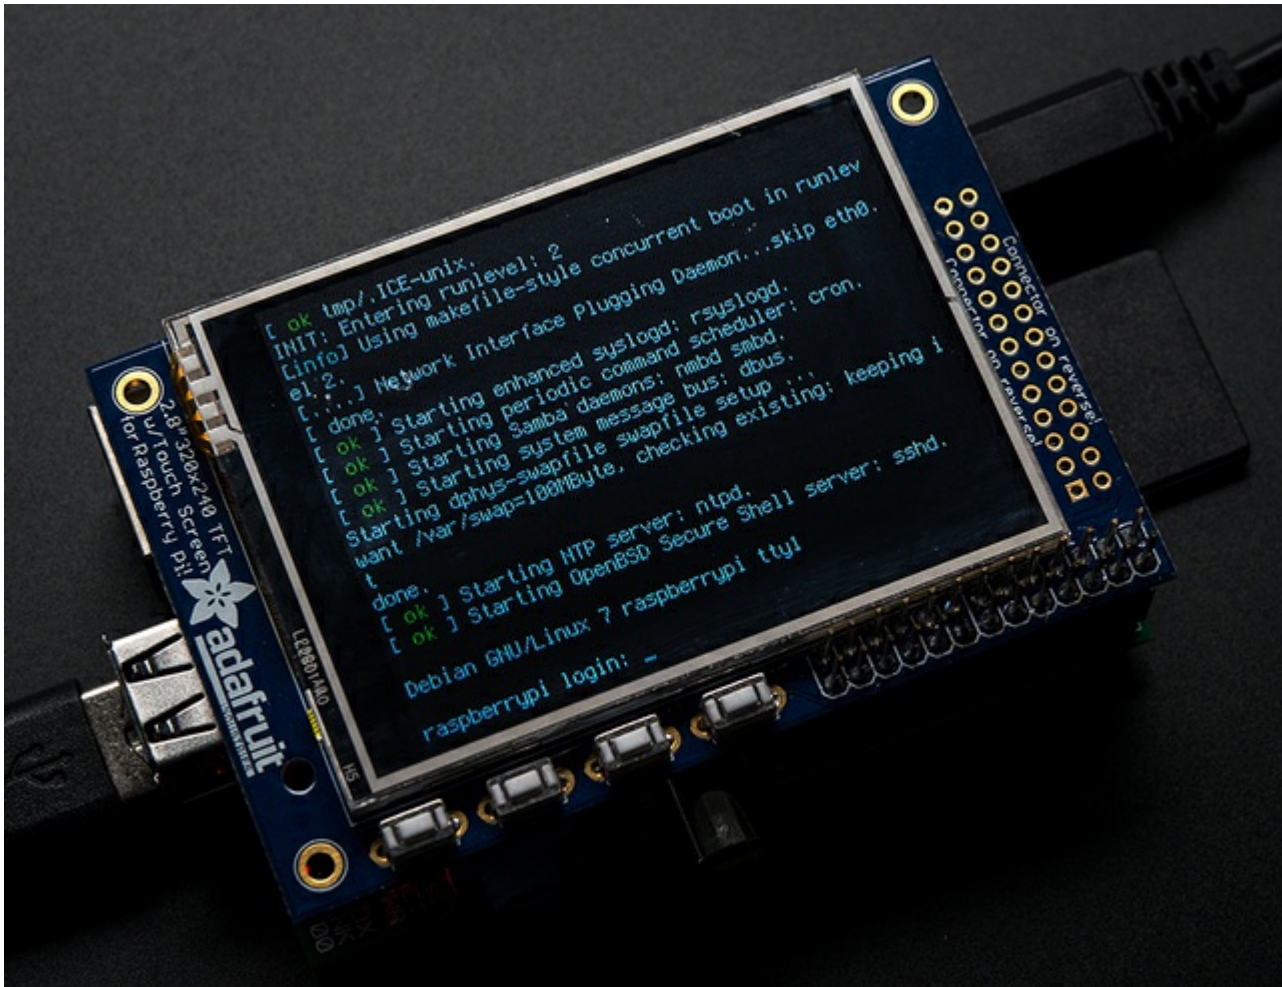 [ ok tmp/.ICE-unix.
INIT: Entering runlevel: 2
[info] Using makefile-style concurrent boot in runlev
el 2.
[....] Network Interface Plugging Daemon...skip eth0.
[ done.
[ ok ] Starting enhanced syslogd: rsyslogd.
[ ok ] Starting periodic command scheduler: cron.
[ ok ] Starting Samba daemons: nmbd smbd.
[ ok ] Starting system message bus: dbus.
Starting dphys-swapfile swapfile setup ...
want /var/swap=100MByte, checking existing: keeping i
t
done.
[ ok ] Starting NTP server: ntpd.
[ ok ] Starting OpenBSD Secure Shell server: sshd.
Debian GNU/Linux 7 raspberrypi tty1
raspberrypi login: _
2.8" 320x240 TFT
w/Touch Screen
for Raspberry Pi!
adafruit
Connector on reverse!
Connector on reverse!
HS